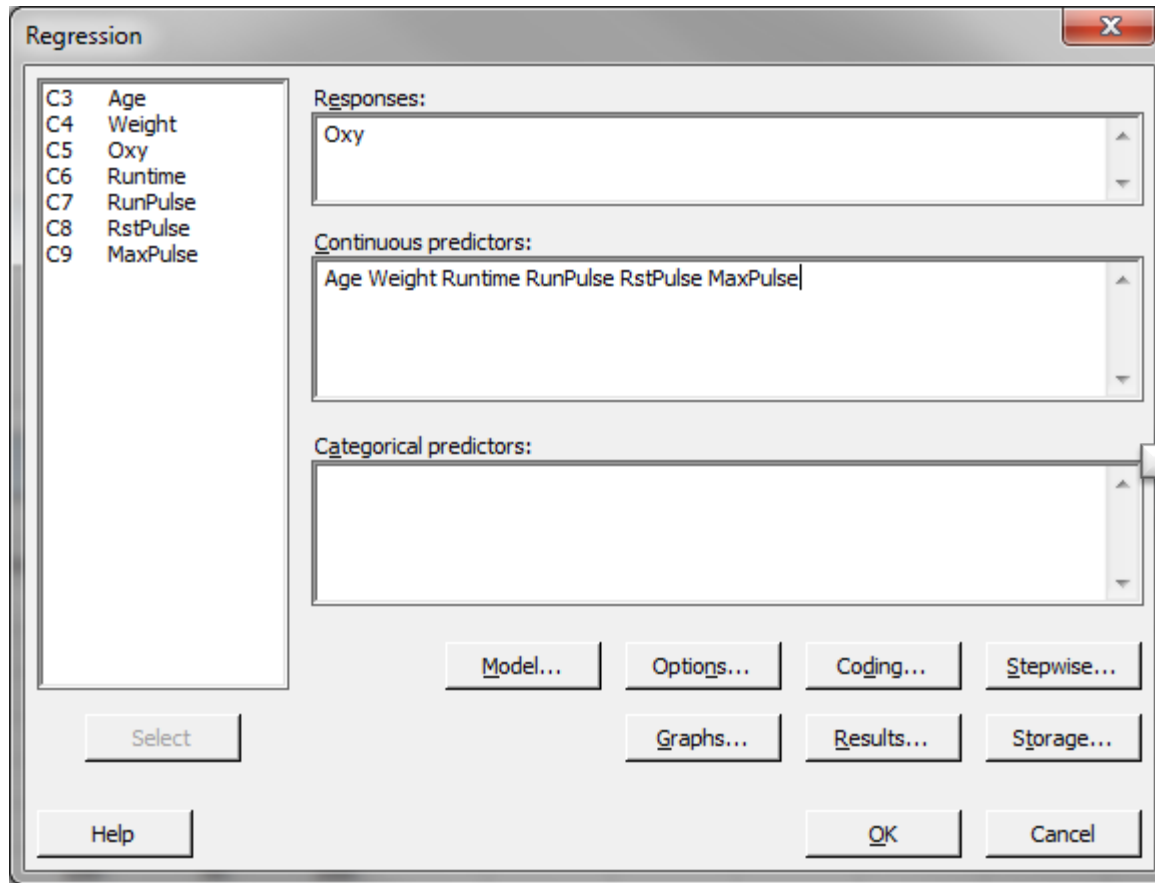 Regression
C3 Age
C4 Weight
C5 Oxy
C6 Runtime
C7 RunPulse
C8 RstPulse
C9 MaxPulse
Responses:
Oxy
Continuous predictors:
Age Weight Runtime RunPulse RstPulse MaxPulse
Categorical predictors:
Model... Options... Coding... Stepwise...
Select Graphs... Results... Storage...
Help OK Cancel